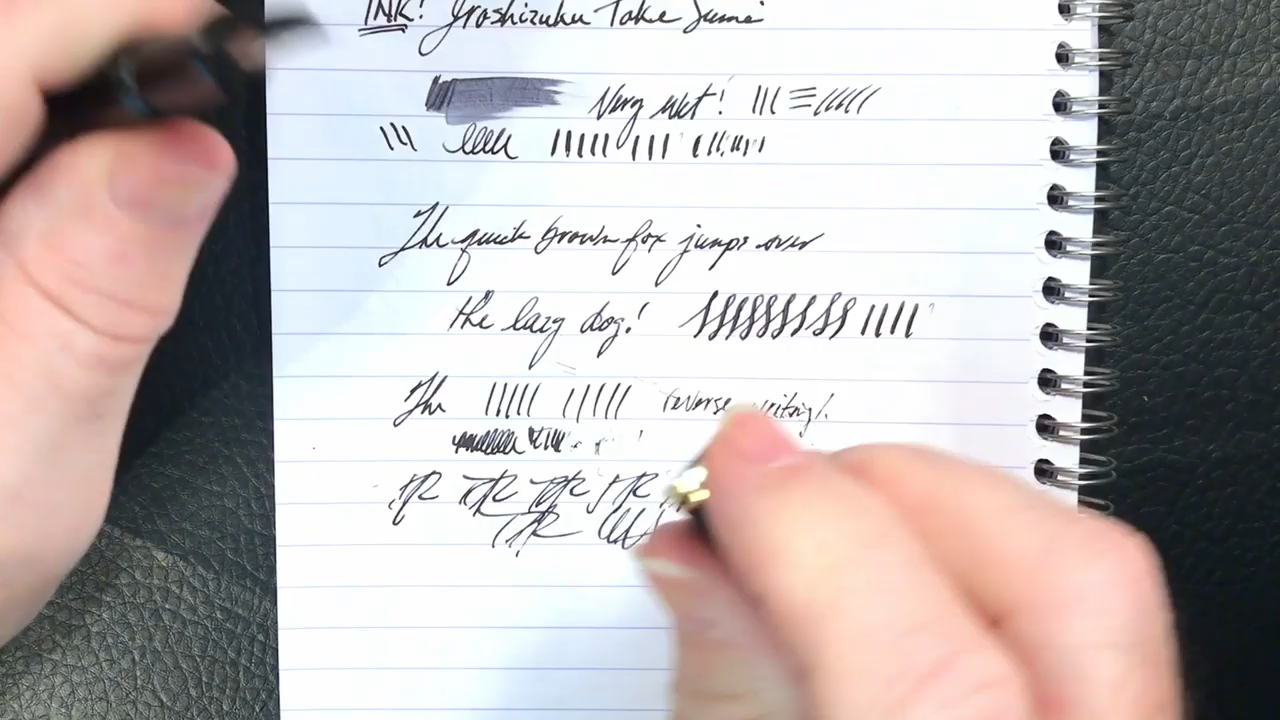 INK! Iroshizuku Take Sumi
Very wet!
The quick brown fox jumps over
the lazy dog!
The reverse writing!